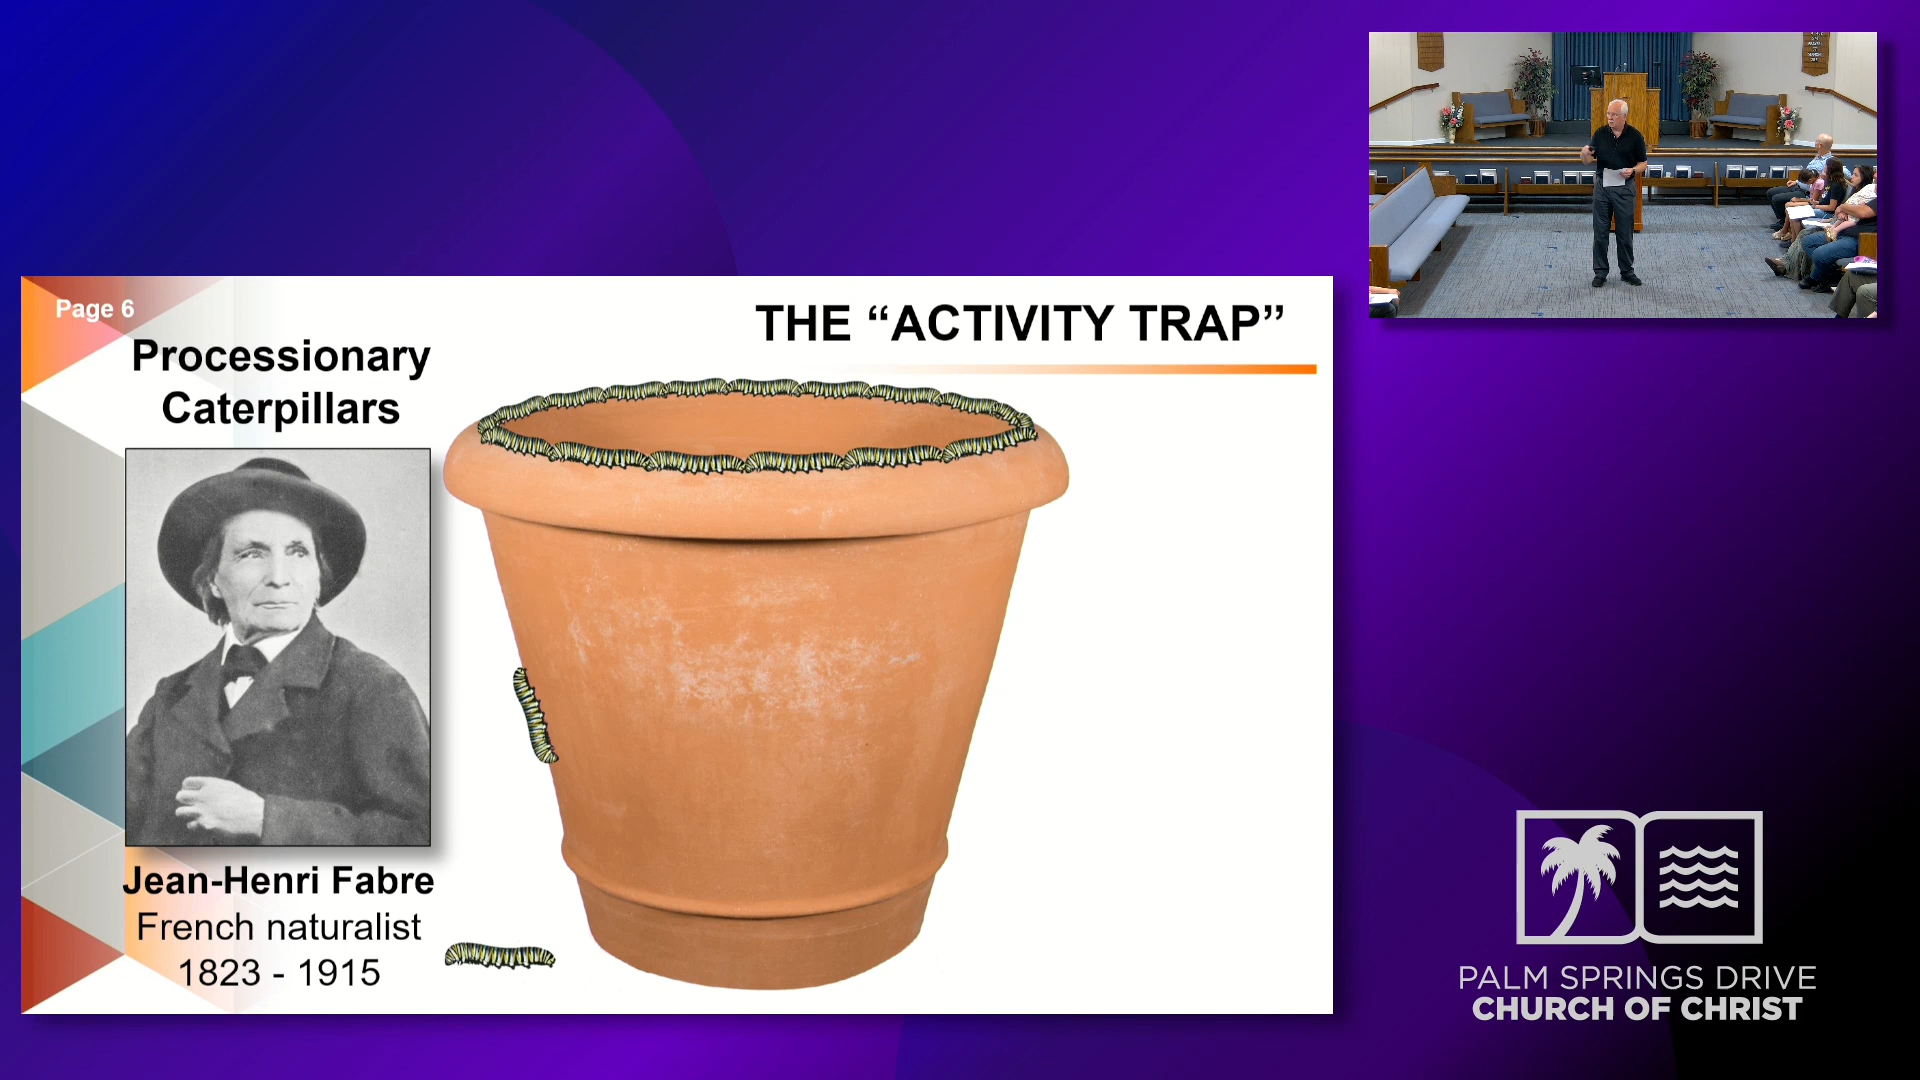 Page 6
THE “ACTIVITY TRAP”
Processionary
Caterpillars
Jean-Henri Fabre
French naturalist
1823 - 1915
PALM SPRINGS DRIVE
CHURCH OF CHRIST